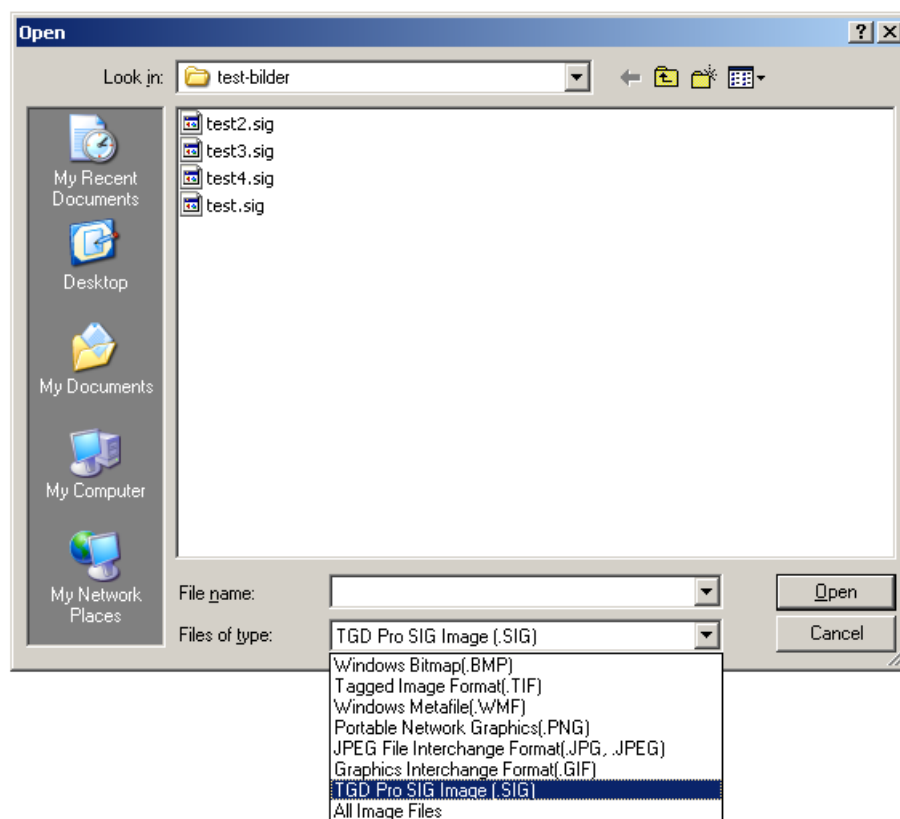 Open
Look in:
test-bilder
test2.sig
test3.sig
test4.sig
test.sig
My Recent
Documents
Desktop
My Documents
My Computer
My Network
Places
File name:
Open
Files of type:
TGD Pro SIG Image (.SIG)
Cancel
Windows Bitmap(.BMP)
Tagged Image Format(.TIF)
Windows Metafile(.WMF)
Portable Network Graphics(.PNG)
JPEG File Interchange Format(.JPG, .JPEG)
Graphics Interchange Format(.GIF)
TGD Pro SIG Image (.SIG)
All Image Files